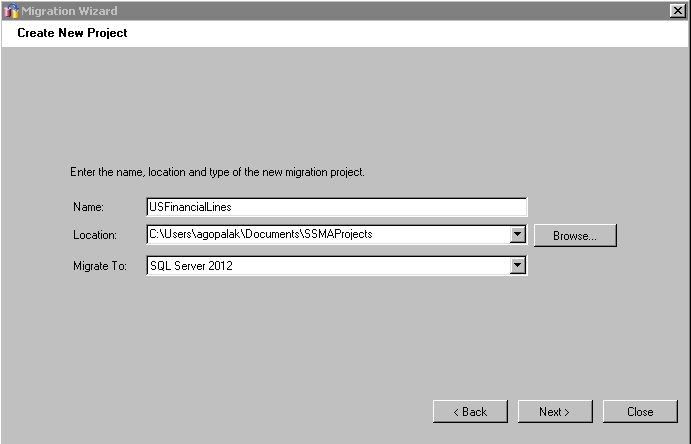 Migration Wizard
Create New Project
Enter the name, location and type of the new migration project.
Name: USFinancialLines
Location: C:\Users\agopalak\Documents\SSMAProjects Browse...
Migrate To: SQL Server 2012
< Back Next > Close